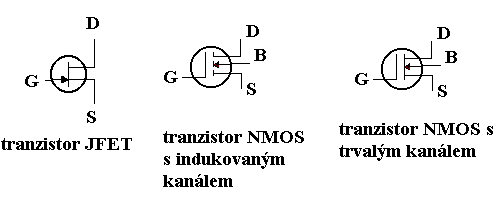 D
G
S
tranzistor JFET
D
B
G
S
tranzistor NMOS
s indukovaným
kanálem
D
B
G
S
tranzistor NMOS s
trvalým kanálem